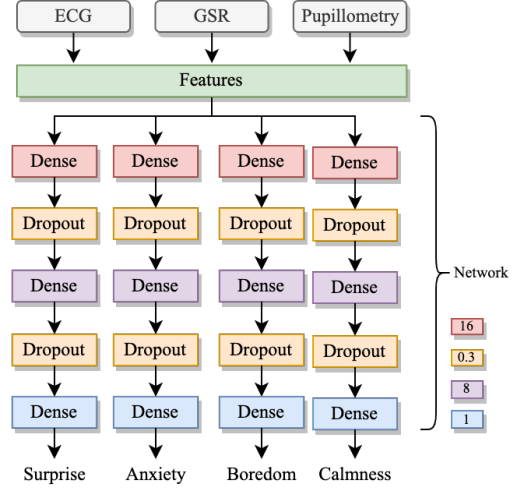 ECG GSR Pupillometry
Features
Dense Dense Dense Dense
Dropout Dropout Dropout Dropout
Dense Dense Dense Dense
Network
16
Dropout Dropout Dropout Dropout
0.3
8
Dense Dense Dense Dense
1
Surprise Anxiety Boredom Calmness